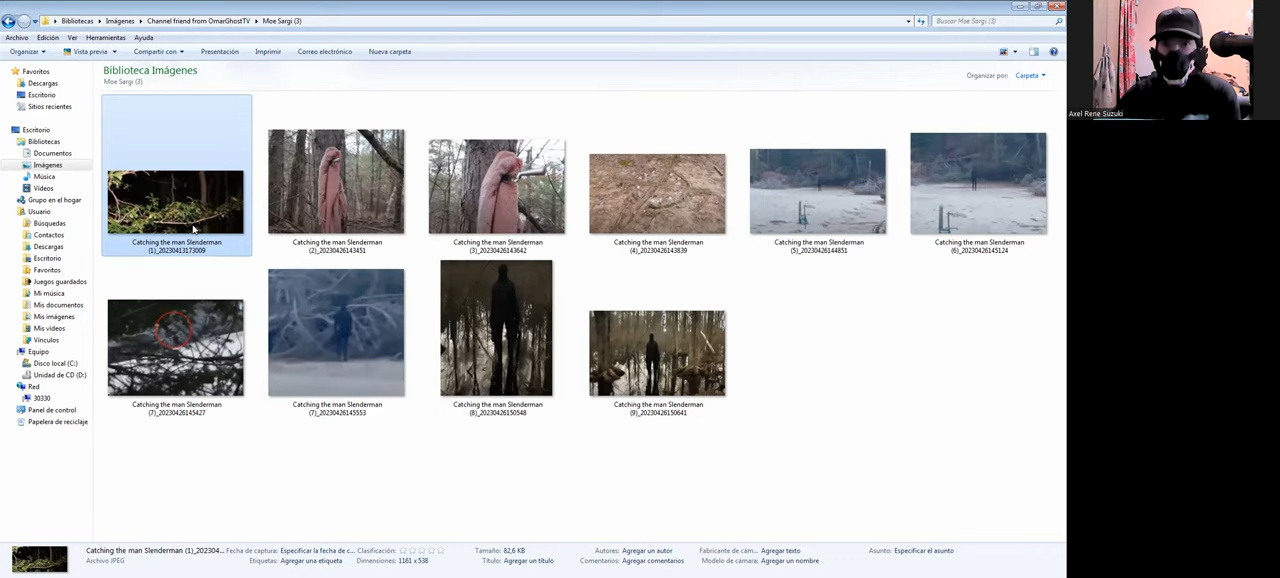 Bibliotecas
Imágenes
Channel friend from OmarGhostTV
Moe Sargi (3)
Buscar Moe Sargi (3)
Archivo
Edición
Ver
Herramientas
Ayuda
Organizar
Vista previa
Compartir con
Presentación
Imprimir
Correo electrónico
Nueva carpeta
Favoritos
Descargas
Escritorio
Sitios recientes
Escritorio
Bibliotecas
Documentos
Imágenes
Música
Vídeos
Grupo en el hogar
Usuario
Búsquedas
Contactos
Descargas
Escritorio
Favoritos
Juegos guardados
Mi música
Mis documentos
Mis imágenes
Mis vídeos
Vínculos
Equipo
Disco local (C:)
Unidad de CD (D:)
Red
30330
Panel de control
Papelera de reciclaje
Biblioteca Imágenes
Moe Sargi (3)
Organizar por:
Carpeta
Catching the man Slenderman
(1)_20230413173009
Catching the man Slenderman
(2)_20230426143451
Catching the man Slenderman
(3)_20230426143642
Catching the man Slenderman
(4)_20230426143839
Catching the man Slenderman
(5)_20230426144851
Catching the man Slenderman
(6)_20230426145124
Catching the man Slenderman
(7)_20230426145427
Catching the man Slenderman
(7)_20230426145553
Catching the man Slenderman
(8)_20230426150548
Catching the man Slenderman
(9)_20230426150641
Catching the man Slenderman (1)_202304...
Archivo JPEG
Fecha de captura: Especificar la fecha de c...
Etiquetas: Agregar una etiqueta
Clasificación:
Dimensiones: 1161 x 538
Tamaño: 82,6 KB
Título: Agregar un título
Autores: Agregar un autor
Comentarios: Agregar comentarios
Fabricante de cám... Agregar texto
Modelo de cámara: Agregar un nombre
Asunto: Especificar el asunto
Axel Rene Suzuki